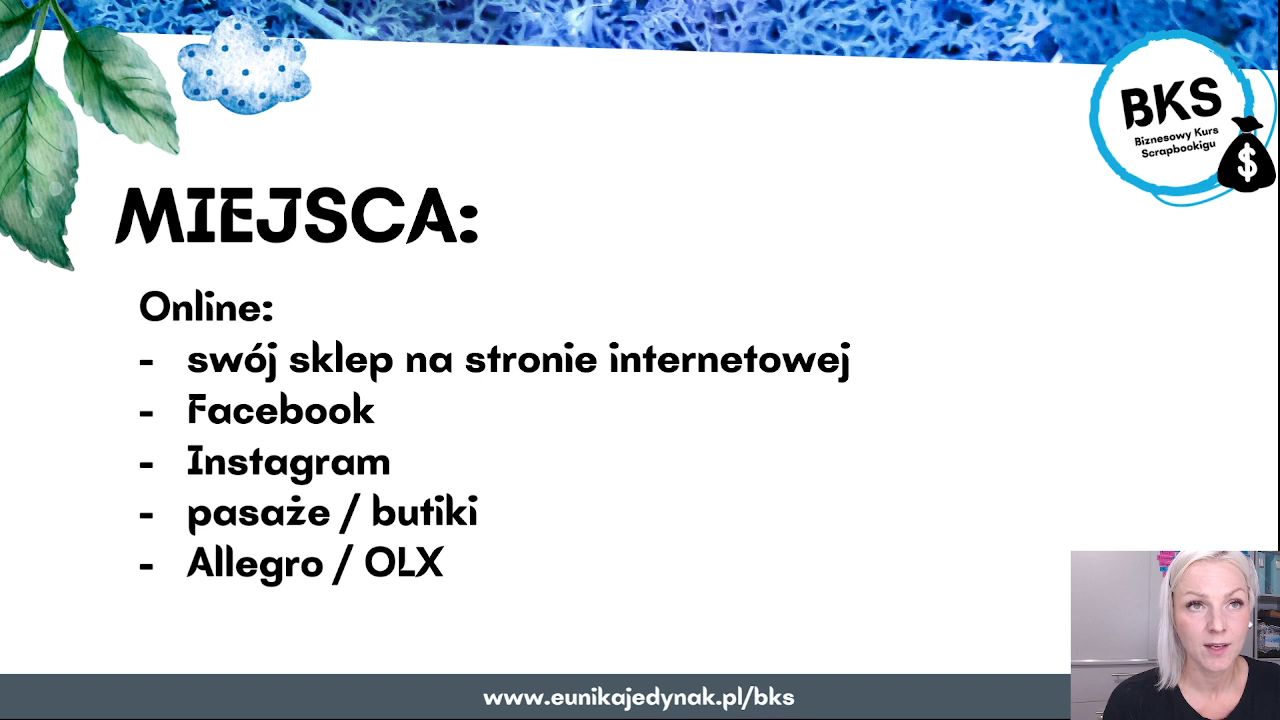 BKS
Biznesowy Kurs
Scrapbookigu
$
MIEJSCA:
Online:
- swój sklep na stronie internetowej
- Facebook
- Instagram
- pasaże / butiki
- Allegro / OLX
www.eunikajedynak.pl/bks